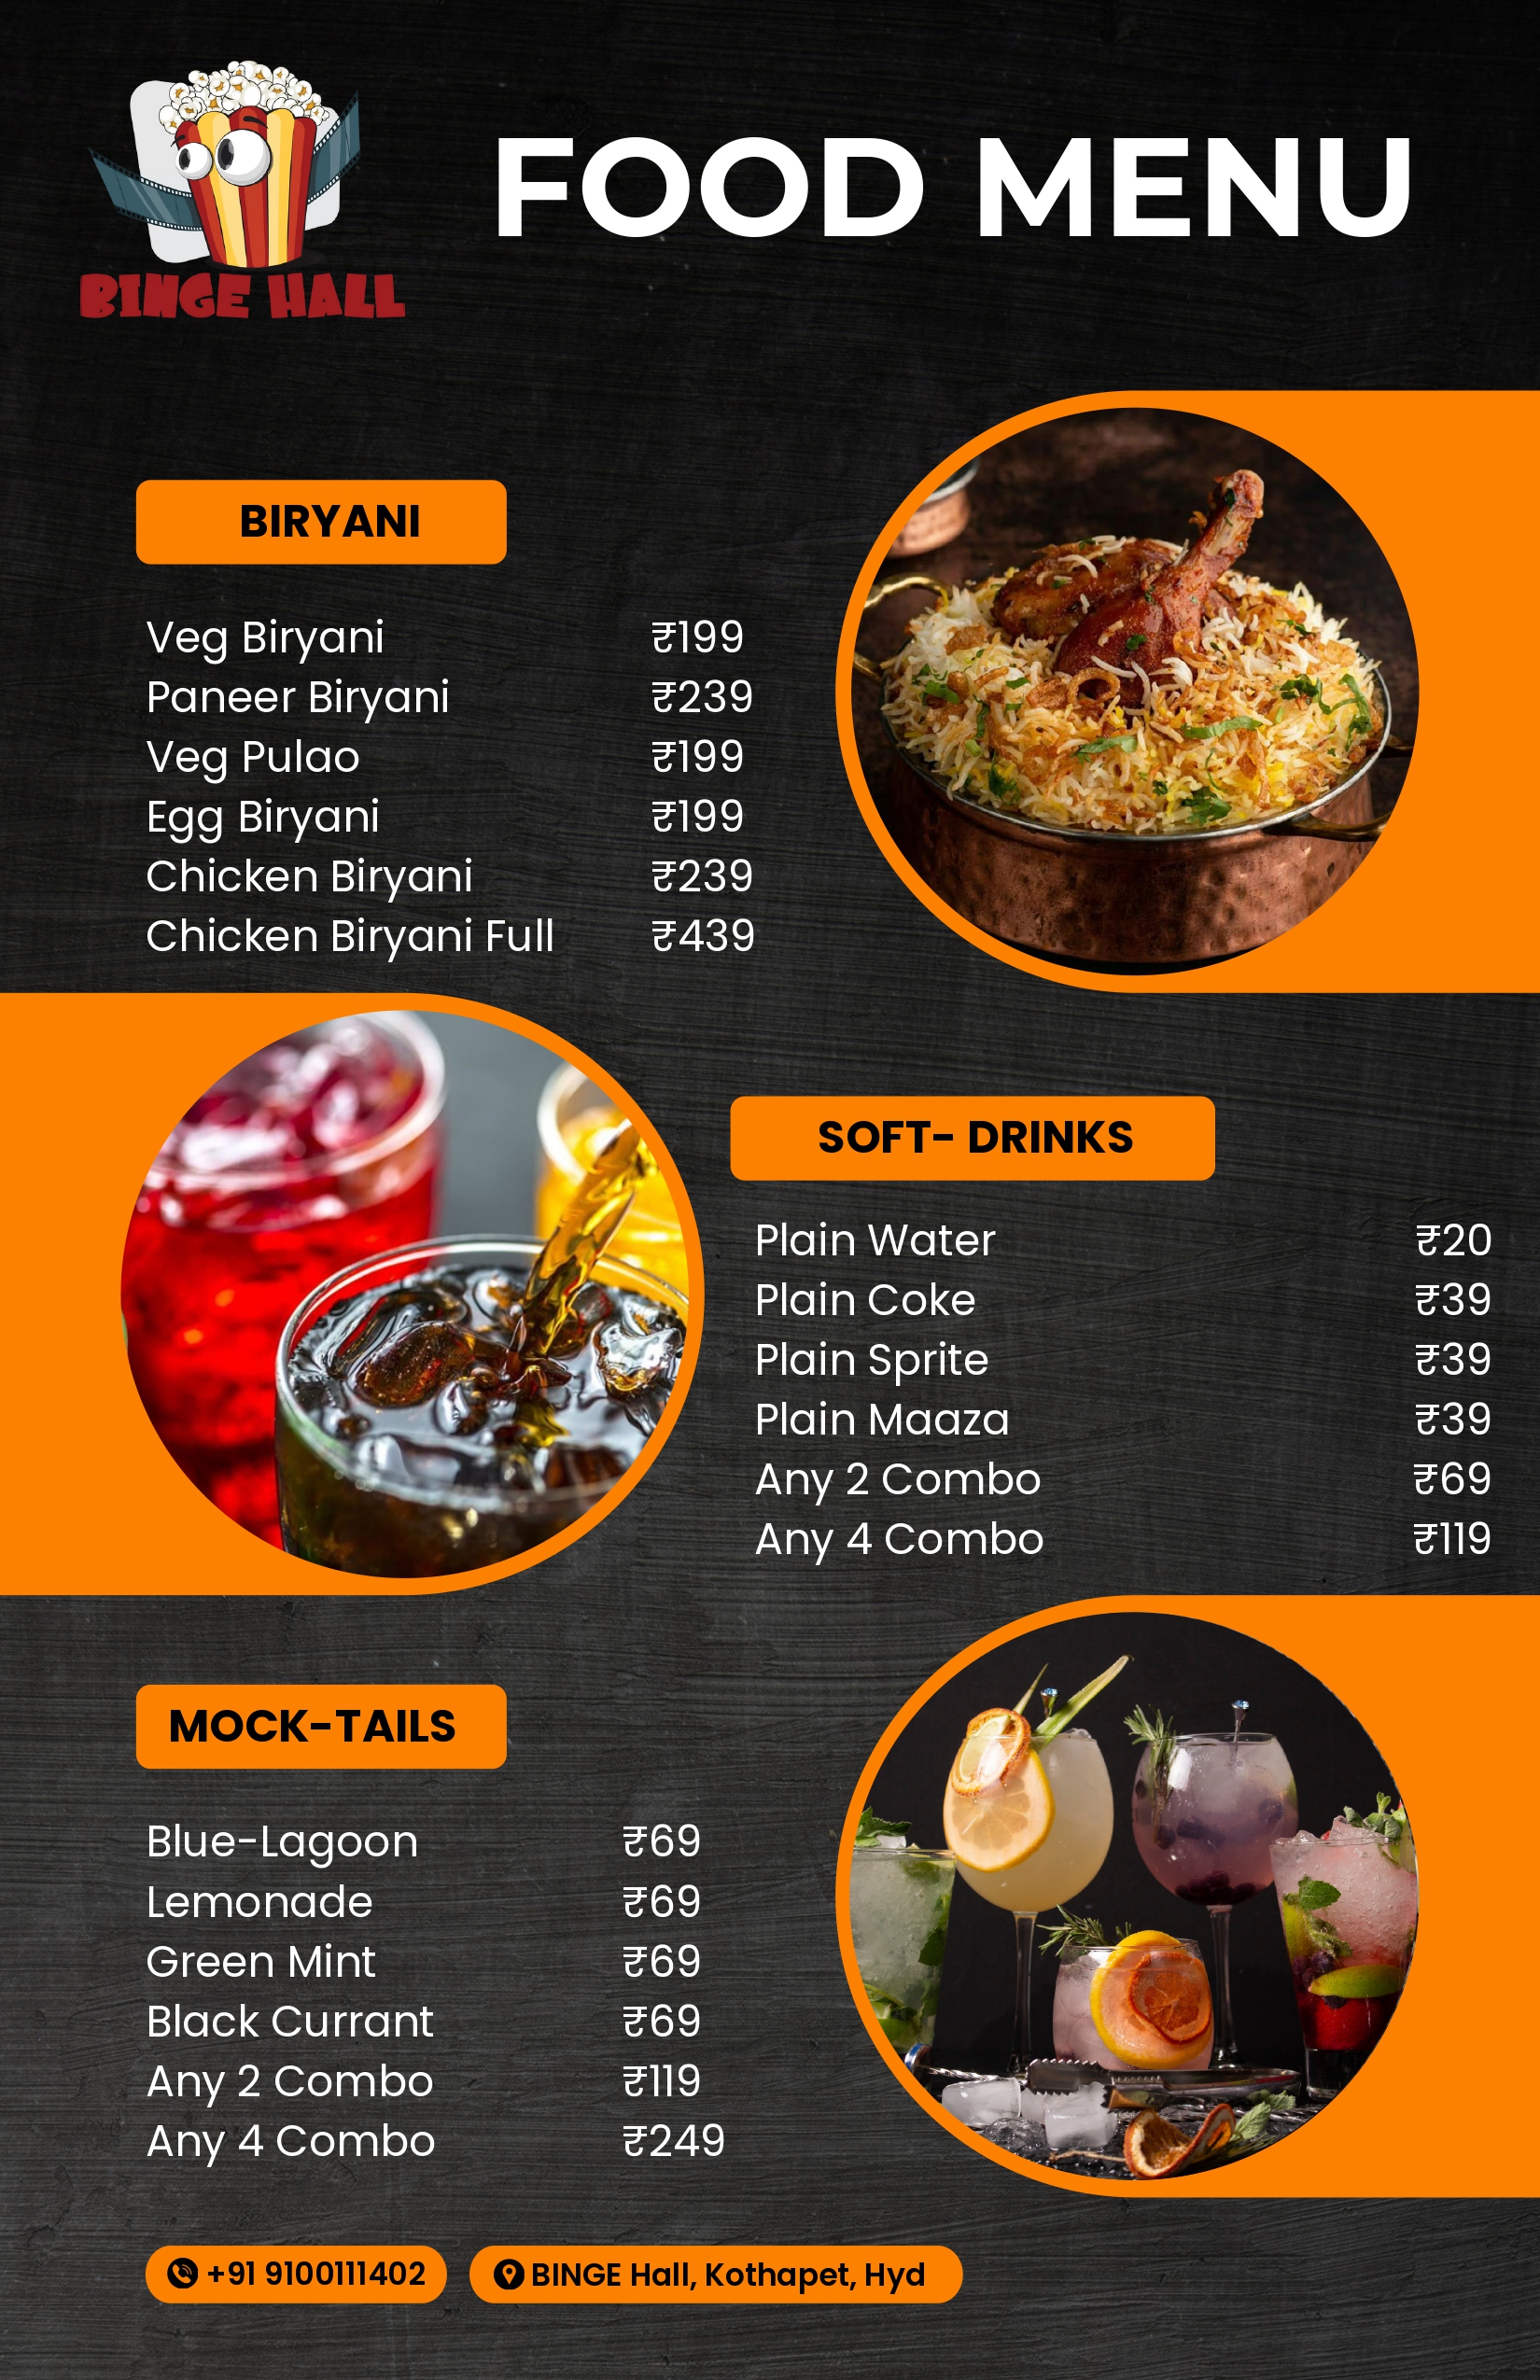 BINGE HALL
FOOD MENU
BIRYANI
Veg Biryani ₹199
Paneer Biryani ₹239
Veg Pulao ₹199
Egg Biryani ₹199
Chicken Biryani ₹239
Chicken Biryani Full ₹439
SOFT- DRINKS
Plain Water ₹20
Plain Coke ₹39
Plain Sprite ₹39
Plain Maaza ₹39
Any 2 Combo ₹69
Any 4 Combo ₹119
MOCK-TAILS
Blue-Lagoon ₹69
Lemonade ₹69
Green Mint ₹69
Black Currant ₹69
Any 2 Combo ₹119
Any 4 Combo ₹249
+91 9100111402 BINGE Hall, Kothapet, Hyd